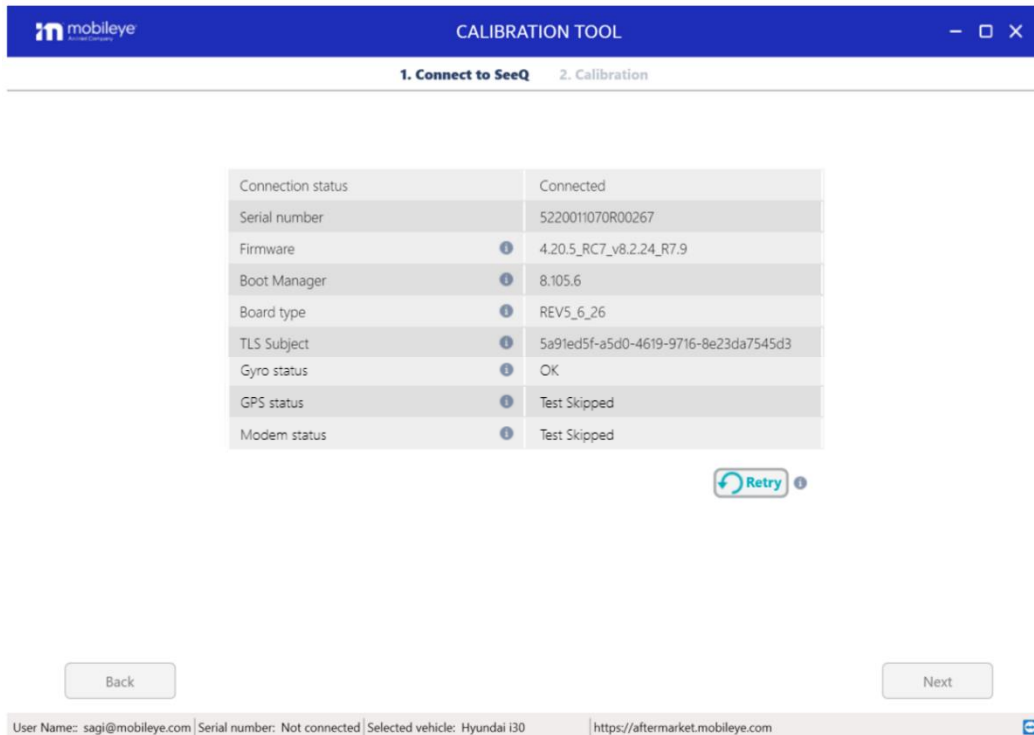 mobileye
CALIBRATION TOOL
1. Connect to SeeQ 2. Calibration
Connection status Connected
Serial number 5220011070R00267
Firmware 4.20.5_RC7_v8.2.24_R7.9
Boot Manager 8.105.6
Board type REV5_6_26
TLS Subject 5a91ed5f-a5d0-4619-9716-8e23da7545d3
Gyro status OK
GPS status Test Skipped
Modem status Test Skipped
Retry
Back Next
User Name:: sagi@mobileye.com Serial number: Not connected Selected vehicle: Hyundai i30 https://aftermarket.mobileye.com